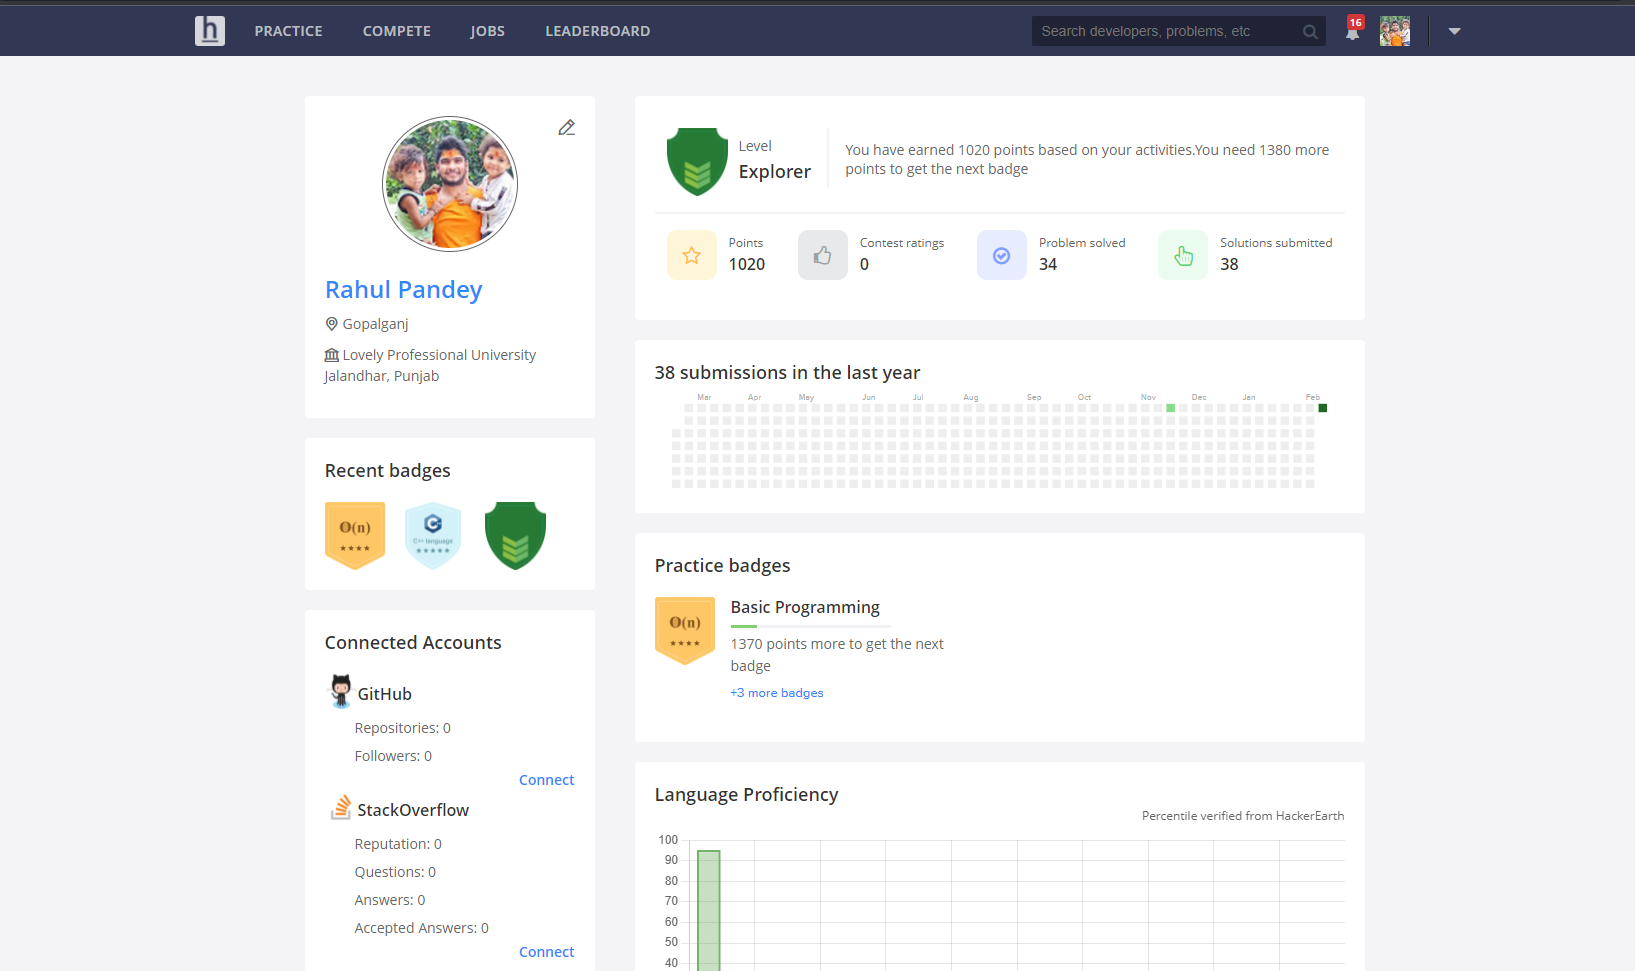 h PRACTICE COMPETE JOBS LEADERBOARD Search developers, problems, etc 16
Rahul Pandey
Gopalganj
Lovely Professional University
Jalandhar, Punjab
Recent badges
O(n)
C++ language
Connected Accounts
GitHub
Repositories: 0
Followers: 0
Connect
StackOverflow
Reputation: 0
Questions: 0
Answers: 0
Accepted Answers: 0
Connect
Level
Explorer
You have earned 1020 points based on your activities.You need 1380 more
points to get the next badge
Points
1020
Contest ratings
0
Problem solved
34
Solutions submitted
38
38 submissions in the last year
Mar Apr May Jun Jul Aug Sep Oct Nov Dec Jan Feb
Practice badges
O(n)
Basic Programming
1370 points more to get the next
badge
+3 more badges
Language Proficiency
Percentile verified from HackerEarth
100
90
80
70
60
50
40